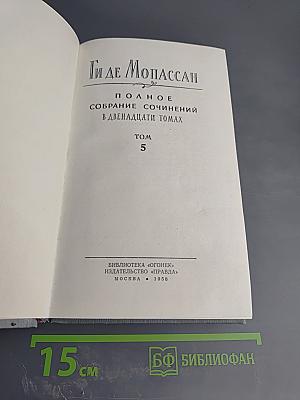 Ги де Мопассан
ПОЛНОЕ
СОБРАНИЕ СОЧИНЕНИЙ
В ДВЕНАДЦАТИ ТОМАХ
ТОМ
5
БИБЛИОТЕКА «ОГОНЕК»
ИЗДАТЕЛЬСТВО «ПРАВДА»
МОСКВА • 1958
15 см
БФ БИБЛИОФАН